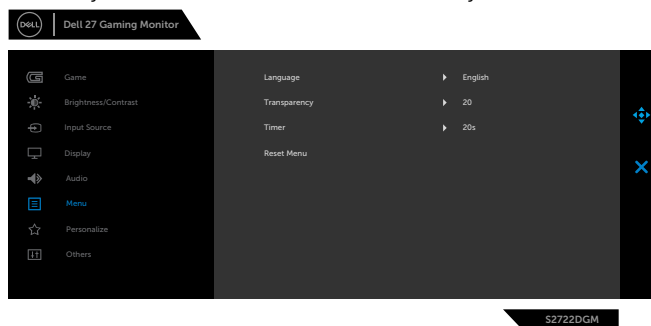 DELL
Dell 27 Gaming Monitor
Game
Language English
Brightness/Contrast
Transparency 20
Input Source
Timer 20s
Display
Reset Menu
Audio
Menu
Personalize
Others
S2722DGM